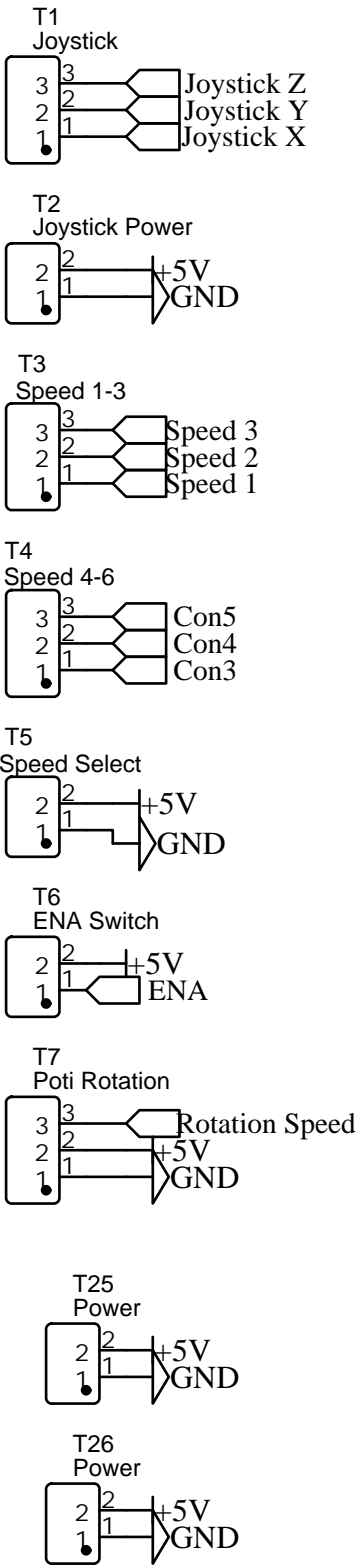 T1
Joystick
3 3 Joystick Z
2 2 Joystick Y
1 1 Joystick X
T2
Joystick Power
2 2 +5V
1 1 GND
T3
Speed 1-3
3 3 Speed 3
2 2 Speed 2
1 1 Speed 1
T4
Speed 4-6
3 3 Con5
2 2 Con4
1 1 Con3
T5
Speed Select
2 2 +5V
1 1 GND
T6
ENA Switch
2 2 +5V
1 1 ENA
T7
Poti Rotation
3 3 Rotation Speed
2 2 +5V
1 1 GND
T25
Power
2 2 +5V
1 1 GND
T26
Power
2 2 +5V
1 1 GND